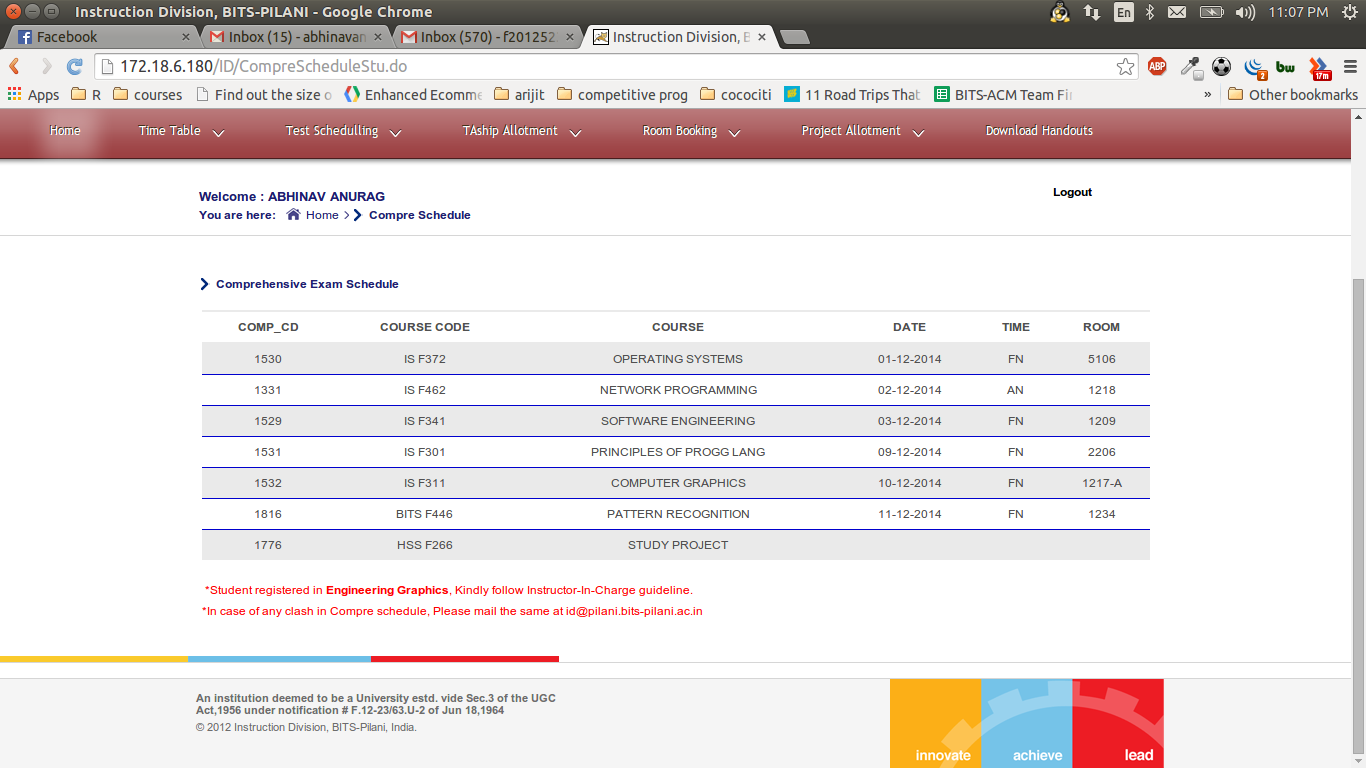 Instruction Division, BITS-PILANI - Google Chrome
En
11:07 PM
Facebook
Inbox (15) - abhinavan
Inbox (570) - f201252
Instruction Division, B
172.18.6.180/ID/CompreScheduleStu.do
ABP
2
bw
17m
Apps
R
courses
Find out the size o
Enhanced Ecomme
arijit
competitive prog
cocociti
11 Road Trips That
BITS-ACM Team Fi
»
Other bookmarks
Home
Time Table
Test Schedulling
TAship Allotment
Room Booking
Project Allotment
Download Handouts
Welcome : ABHINAV ANURAG
Logout
You are here: Home > Compre Schedule
Comprehensive Exam Schedule
COMP_CD COURSE CODE COURSE DATE TIME ROOM
1530 IS F372 OPERATING SYSTEMS 01-12-2014 FN 5106
1331 IS F462 NETWORK PROGRAMMING 02-12-2014 AN 1218
1529 IS F341 SOFTWARE ENGINEERING 03-12-2014 FN 1209
1531 IS F301 PRINCIPLES OF PROGG LANG 09-12-2014 FN 2206
1532 IS F311 COMPUTER GRAPHICS 10-12-2014 FN 1217-A
1816 BITS F446 PATTERN RECOGNITION 11-12-2014 FN 1234
1776 HSS F266 STUDY PROJECT
*Student registered in Engineering Graphics, Kindly follow Instructor-In-Charge guideline.
*In case of any clash in Compre schedule, Please mail the same at id@pilani.bits-pilani.ac.in
An institution deemed to be a University estd. vide Sec.3 of the UGC
Act,1956 under notification # F.12-23/63.U-2 of Jun 18,1964
© 2012 Instruction Division, BITS-Pilani, India.
innovate
achieve
lead